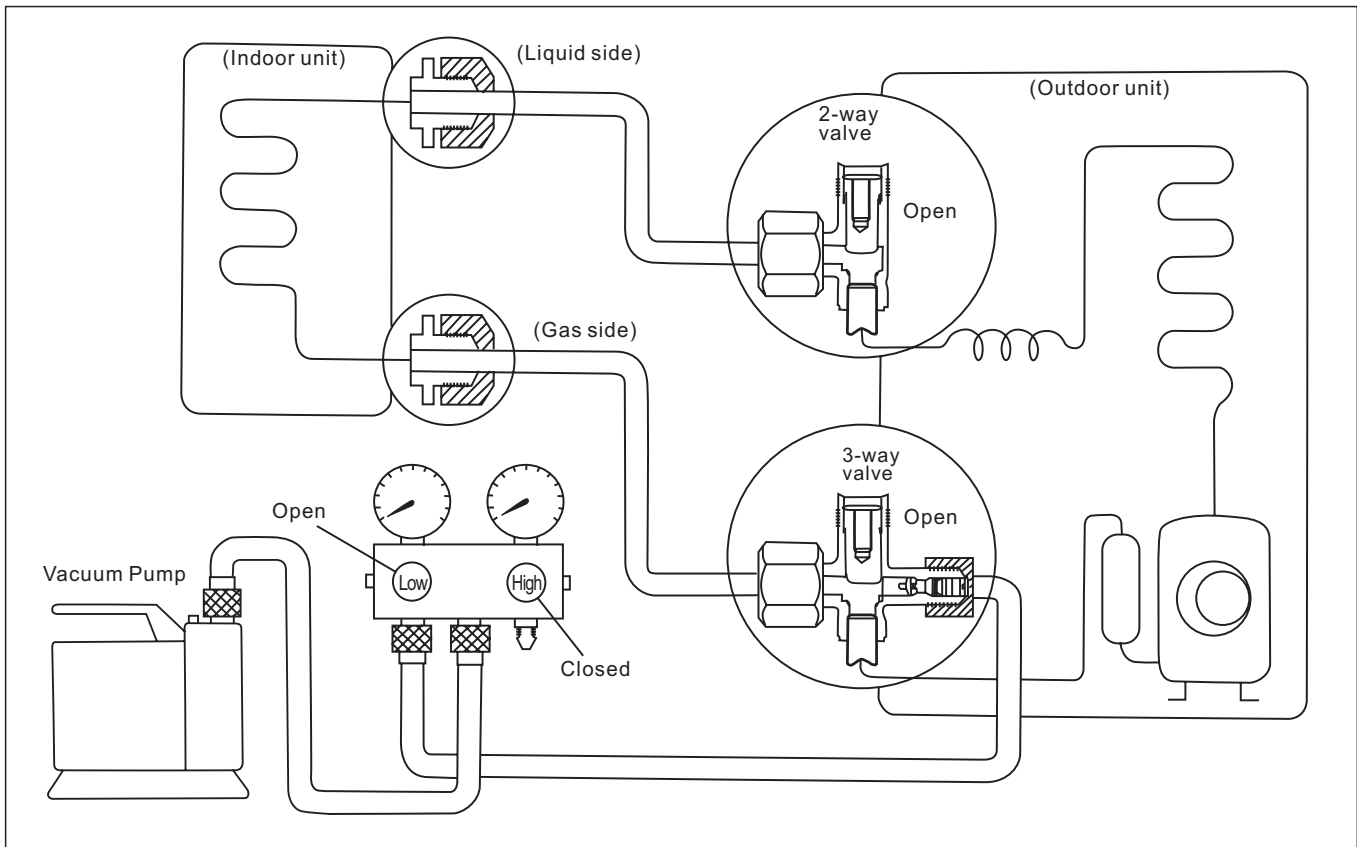 (Indoor unit)
(Liquid side)
(Outdoor unit)
2-way
valve
Open
(Gas side)
3-way
valve
Open
Open
Low
High
Vacuum Pump
Closed